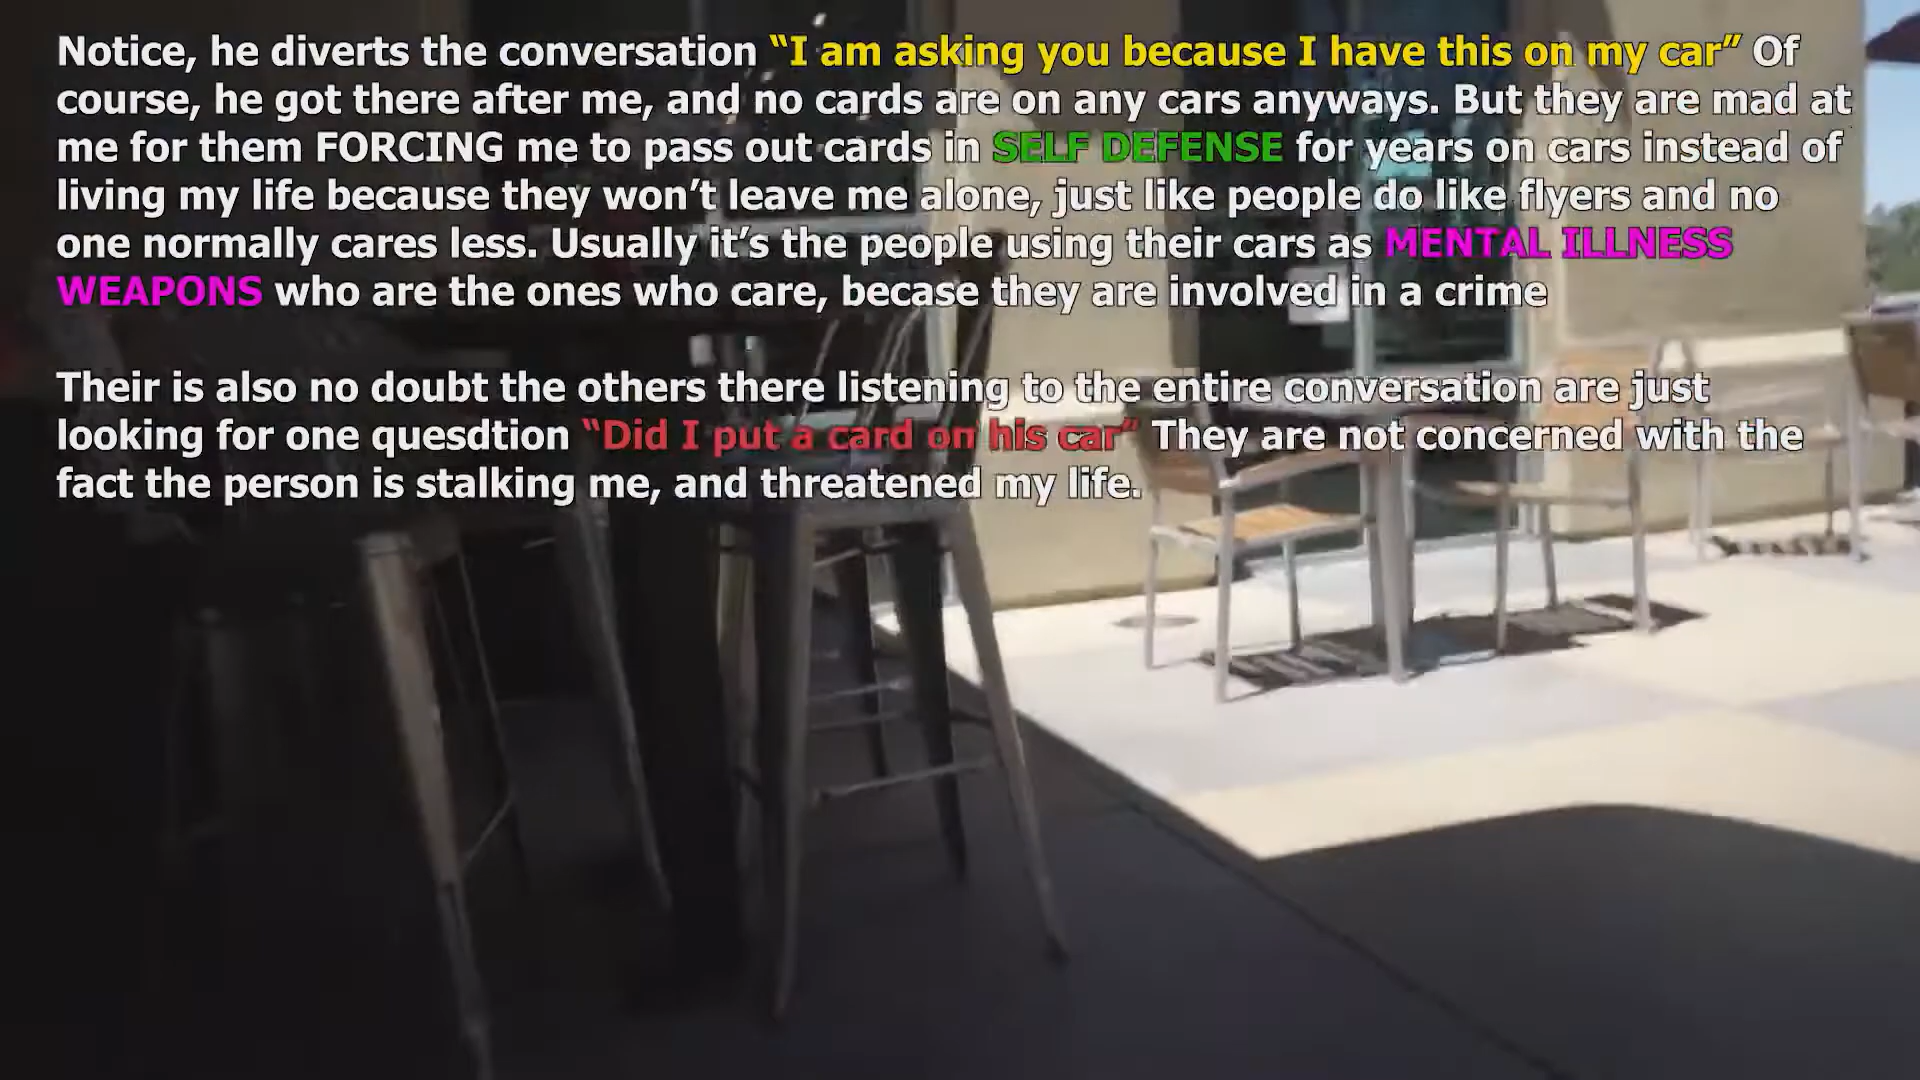 Notice, he diverts the conversation “I am asking you because I have this on my car” Of
course, he got there after me, and no cards are on any cars anyways. But they are mad at
me for them FORCING me to pass out cards in SELF DEFENSE for years on cars instead of
living my life because they won’t leave me alone, just like people do like flyers and no
one normally cares less. Usually it’s the people using their cars as MENTAL ILLNESS
WEAPONS who are the ones who care, becase they are involved in a crime
Their is also no doubt the others there listening to the entire conversation are just
looking for one quesdtion “Did I put a card on his car” They are not concerned with the
fact the person is stalking me, and threatened my life.